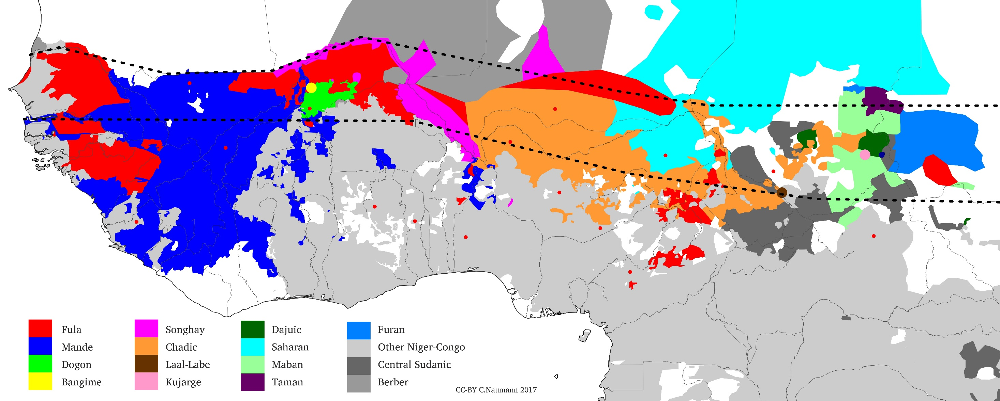 Fula
Mande
Dogon
Bangime
Songhay
Chadic
Laal-Labe
Kujarge
Dajuic
Saharan
Maban
Taman
Furan
Other Niger-Congo
Central Sudanic
Berber
CC-BY C.Naumann 2017